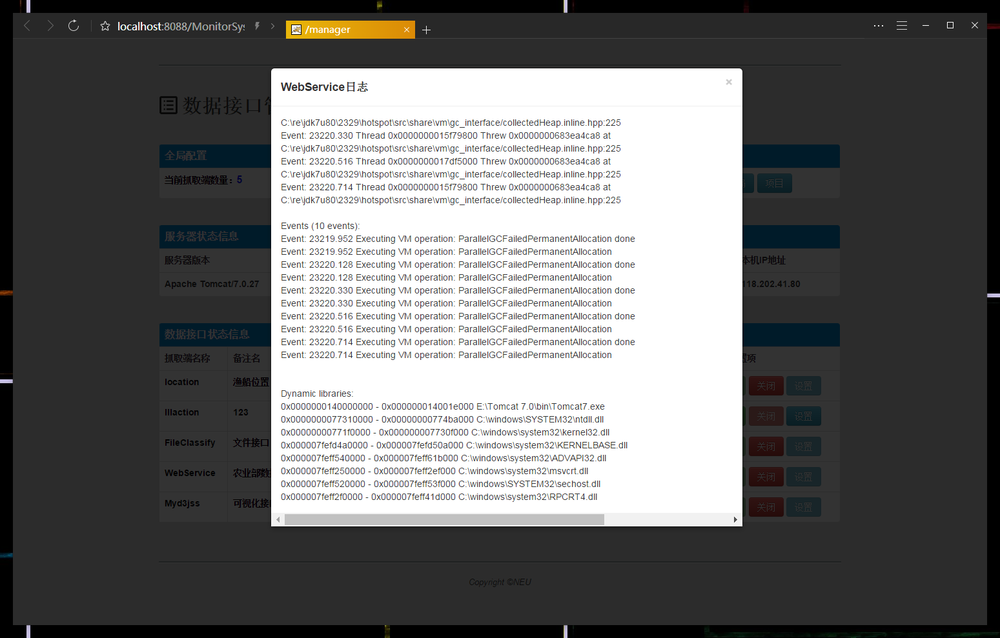 localhost:8088/MonitorSys
/manager
数据接口
WebService日志
C:\re\jdk7u80\2329\hotspot\src\share\vm\gc_interface/collectedHeap.inline.hpp:225
Event: 23220.330 Thread 0x0000000015f79800 Threw 0x0000000683ea4ca8 at
C:\re\jdk7u80\2329\hotspot\src\share\vm\gc_interface/collectedHeap.inline.hpp:225
Event: 23220.516 Thread 0x0000000017df5000 Threw 0x0000000683ea4ca8 at
C:\re\jdk7u80\2329\hotspot\src\share\vm\gc_interface/collectedHeap.inline.hpp:225
Event: 23220.714 Thread 0x0000000015f79800 Threw 0x0000000683ea4ca8 at
C:\re\jdk7u80\2329\hotspot\src\share\vm\gc_interface/collectedHeap.inline.hpp:225
Events (10 events):
Event: 23219.952 Executing VM operation: ParallelGCFailedPermanentAllocation done
Event: 23219.952 Executing VM operation: ParallelGCFailedPermanentAllocation
Event: 23220.128 Executing VM operation: ParallelGCFailedPermanentAllocation done
Event: 23220.128 Executing VM operation: ParallelGCFailedPermanentAllocation
Event: 23220.330 Executing VM operation: ParallelGCFailedPermanentAllocation done
Event: 23220.330 Executing VM operation: ParallelGCFailedPermanentAllocation
Event: 23220.516 Executing VM operation: ParallelGCFailedPermanentAllocation done
Event: 23220.516 Executing VM operation: ParallelGCFailedPermanentAllocation
Event: 23220.714 Executing VM operation: ParallelGCFailedPermanentAllocation done
Event: 23220.714 Executing VM operation: ParallelGCFailedPermanentAllocation
Dynamic libraries:
0x0000000140000000 - 0x000000014001e000 E:\Tomcat 7.0\bin\Tomcat7.exe
0x0000000077310000 - 0x00000000774ba000 C:\windows\SYSTEM32\ntdll.dll
0x00000000771f0000 - 0x000000007730f000 C:\windows\system32\kernel32.dll
0x000007fefd4a0000 - 0x000007fefd50a000 C:\windows\system32\KERNELBASE.dll
0x000007feff540000 - 0x000007feff61b000 C:\windows\system32\ADVAPI32.dll
0x000007feff250000 - 0x000007feff2ef000 C:\windows\system32\msvcrt.dll
0x000007feff520000 - 0x000007feff53f000 C:\windows\SYSTEM32\sechost.dll
0x000007feff2f0000 - 0x000007feff41d000 C:\windows\system32\RPCRT4.dll
全局配置
当前抓取端数量：5
项目
服务器状态信息
服务器版本 本机IP地址
Apache Tomcat/7.0.27 118.202.41.80
数据接口状态信息
抓取端名称 备注名 置项
location 渔船位置 关闭 设置
Illaction 123 关闭 设置
FileClassify 文件接口 关闭 设置
WebService 农业部数 关闭 设置
Myd3jss 可视化接 关闭 设置
Copyright ©NEU